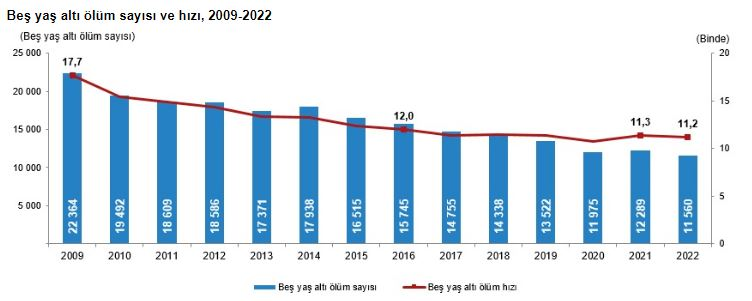 Beş yaş altı ölüm sayısı ve hızı, 2009-2022
(Beş yaş altı ölüm sayısı) (Binde)
25 000 20
17,7
20 000
15
12,0 11,3 11,2
15 000
10
10 000
5
5 000
22 364 19 492 18 609 18 586 17 371 17 938 16 515 15 745 14 755 14 338 13 522 11 975 12 289 11 560
0
2009 2010 2011 2012 2013 2014 2015 2016 2017 2018 2019 2020 2021 2022
Beş yaş altı ölüm sayısı Beş yaş altı ölüm hızı